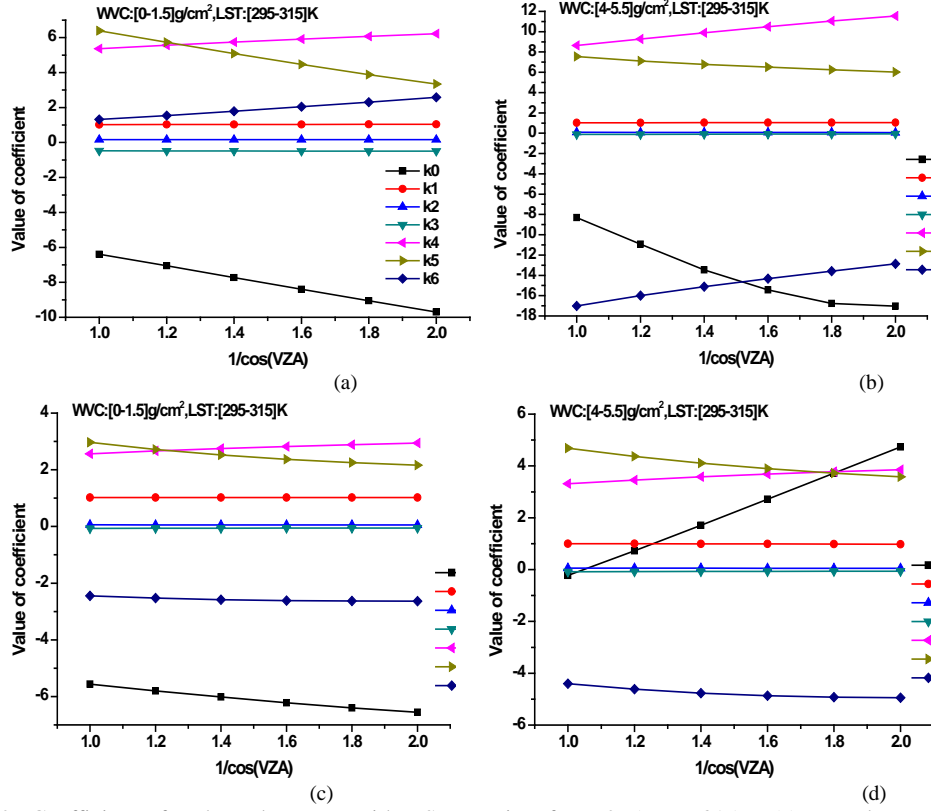 WVC:[0-1.5]g/cm²,LST:[295-315]K
6
4
2
0
-2
-4
-6
-8
-10
Value of coefficient
k0
k1
k2
k3
k4
k5
k6
1.0 1.2 1.4 1.6 1.8 2.0
1/cos(VZA)
(a)
WVC:[4-5.5]g/cm²,LST:[295-315]K
12
10
8
6
4
2
0
-2
-4
-6
-8
-10
-12
-14
-16
-18
Value of coefficient
1.0 1.2 1.4 1.6 1.8 2.0
1/cos(VZA)
(b)
WVC:[0-1.5]g/cm²,LST:[295-315]K
4
2
0
-2
-4
-6
Value of coefficient
1.0 1.2 1.4 1.6 1.8 2.0
1/cos(VZA)
(c)
WVC:[4-5.5]g/cm²,LST:[295-315]K
6
4
2
0
-2
-4
-6
Value of coefficient
1.0 1.2 1.4 1.6 1.8 2.0
1/cos(VZA)
(d)